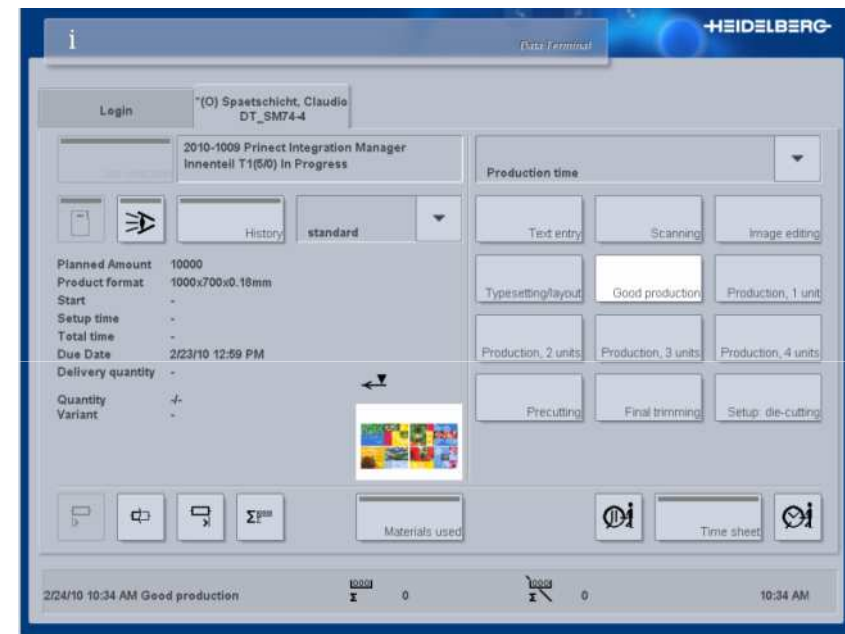 i
Data Terminal
HEIDELBERG
Login
"(O) Spaetschicht, Claudio
DT_SM74-4
2010-1009 Prinect Integration Manager
Innenteil T1(5/0) In Progress
Production time
History
standard
Text entry
Scanning
Image editing
Planned Amount 10000
Product format 1000x700x0.18mm
Start -
Setup time -
Total time -
Due Date 2/23/10 12:59 PM
Delivery quantity -
Quantity -/-
Variant -
Typesetting/layout
Good production
Production, 1 unit
Production, 2 units
Production, 3 units
Production, 4 units
Precutting
Final trimming
Setup: die-cutting
Materials used
Time sheet
2/24/10 10:34 AM Good production
0
0
10:34 AM